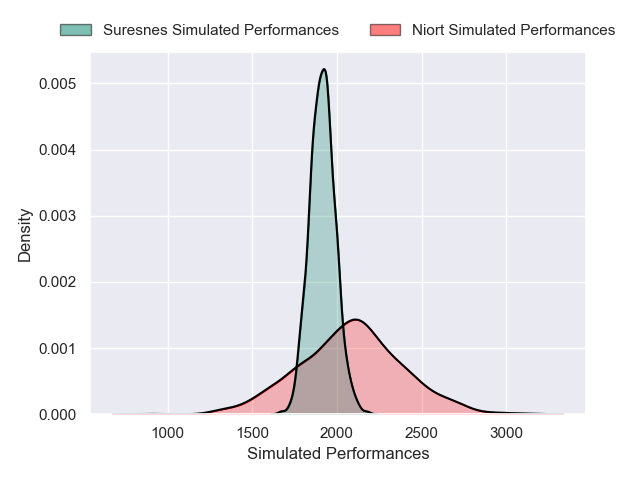 Suresnes Simulated Performances Niort Simulated Performances
0.005
0.004
0.003
0.002
0.001
0.000
Density
1000 1500 2000 2500 3000
Simulated Performances